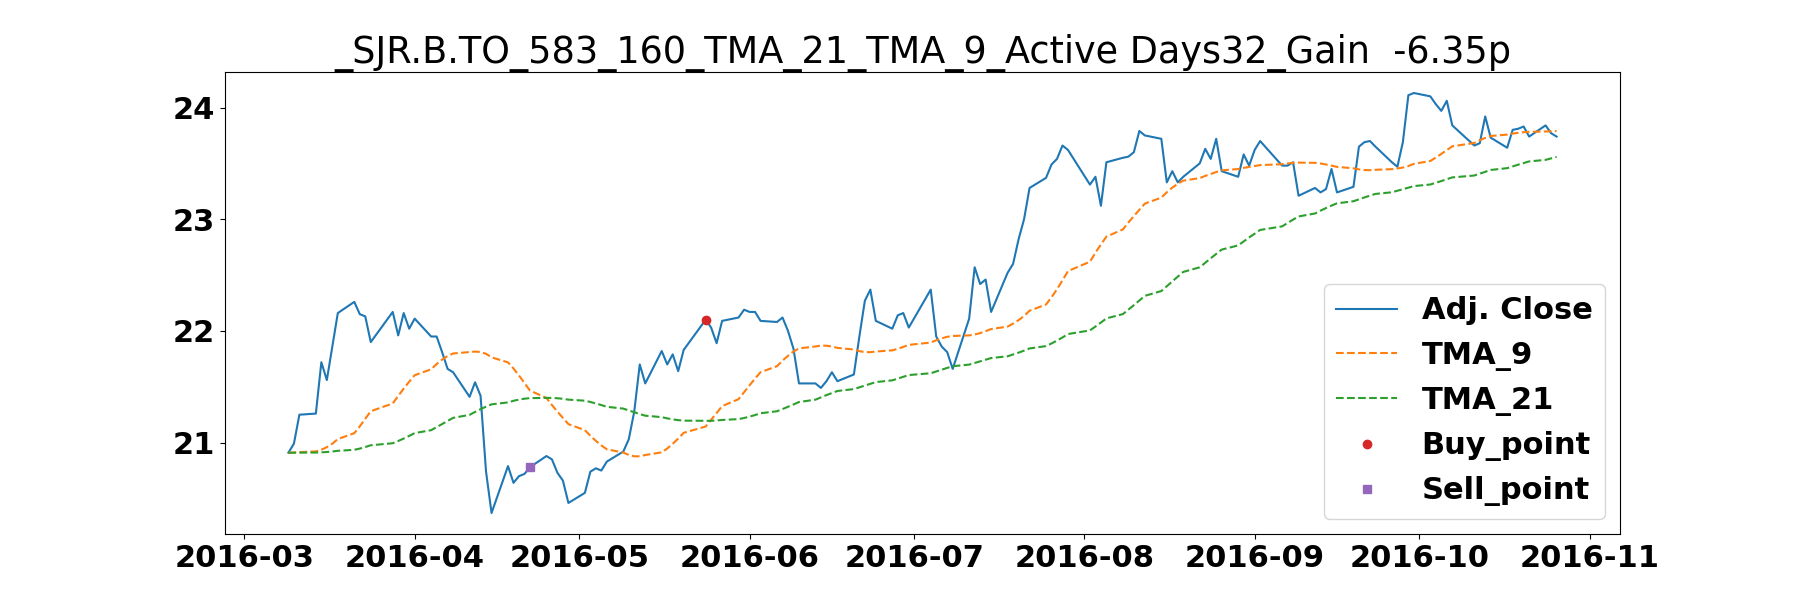 _SJR.B.TO_583_160_TMA_21_TMA_9_Active Days32_Gain  -6.35p
24
23
22
21
Adj. Close
TMA_9
TMA_21
Buy_point
Sell_point
2016-03 2016-04 2016-05 2016-06 2016-07 2016-08 2016-09 2016-10 2016-11